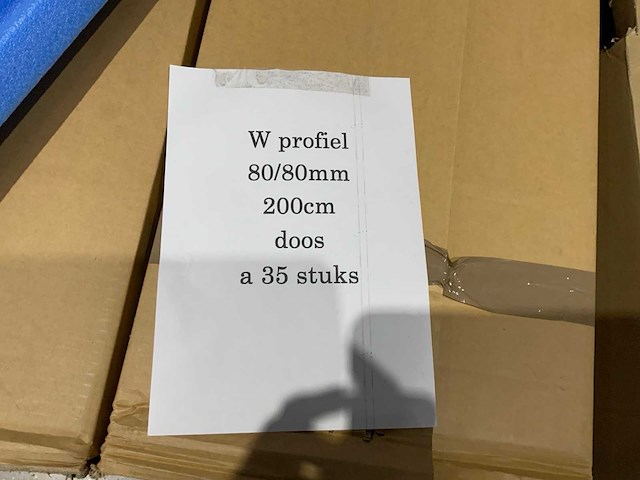 W profiel
80/80mm
200cm
doos
a 35 stuks